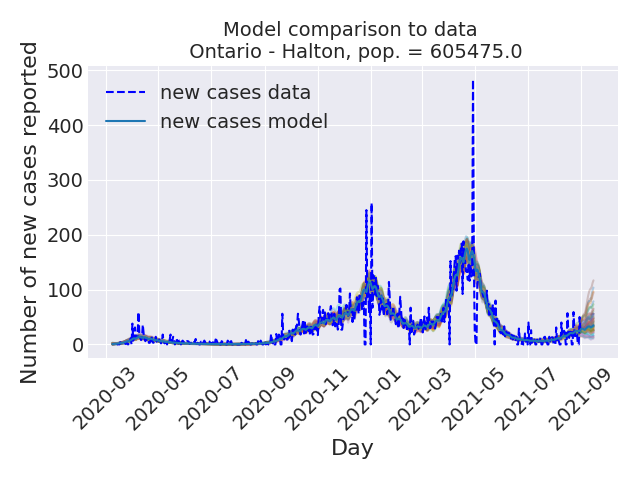 Model comparison to data
Ontario - Halton, pop. = 605475.0
Number of new cases reported
500
400
300
200
100
0
new cases data
new cases model
2020-03
2020-05
2020-07
2020-09
2020-11
2021-01
2021-03
2021-05
2021-07
2021-09
Day